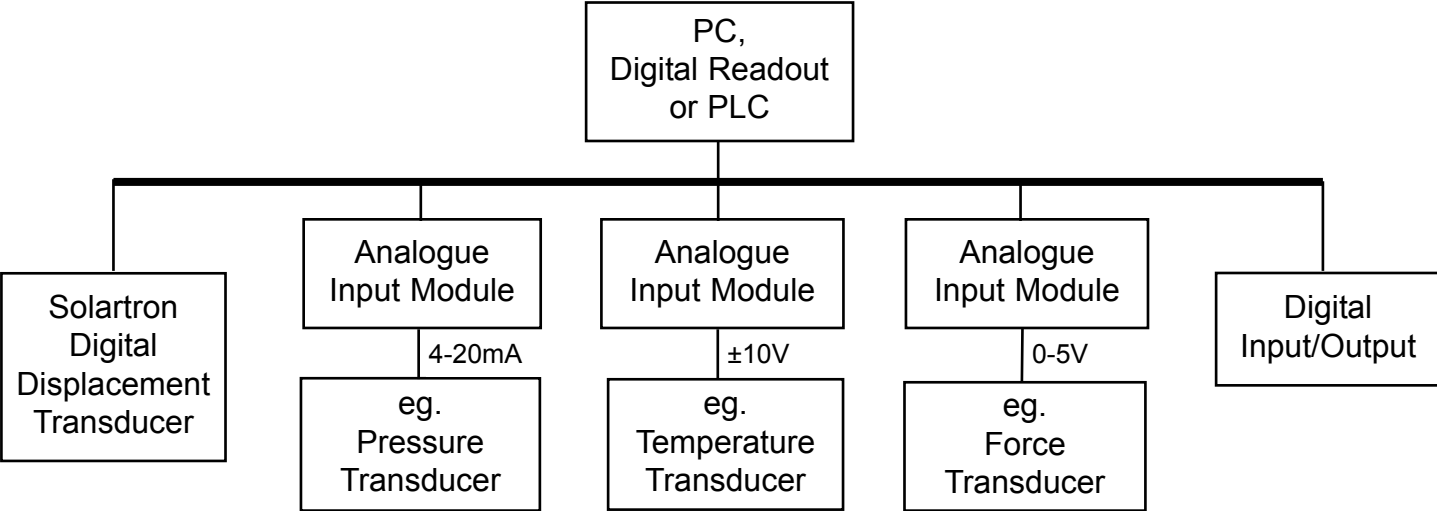 PC,
Digital Readout
or PLC
Solartron
Digital
Displacement
Transducer
Analogue
Input Module
4-20mA
eg.
Pressure
Transducer
Analogue
Input Module
±10V
eg.
Temperature
Transducer
Analogue
Input Module
0-5V
eg.
Force
Transducer
Digital
Input/Output